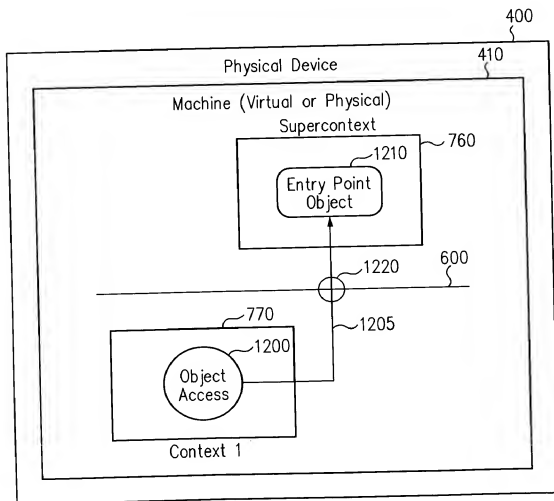 400
Physical Device
410
Machine (Virtual or Physical)
Supercontext
760
1210
Entry Point
Object
1220
600
770
1205
1200
Object
Access
Context 1